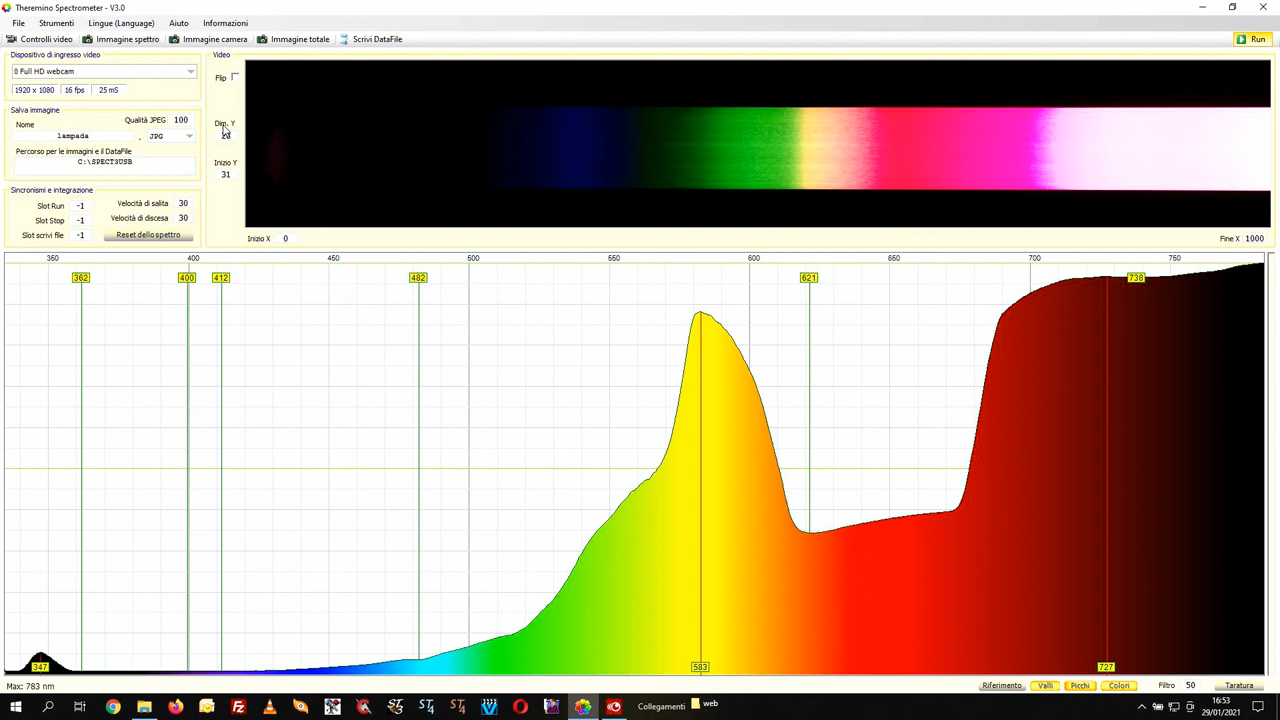 Theremino Spectrometer - V3.0
File Strumenti Lingue (Language) Aiuto Informazioni
Controlli video Immagine spettro Immagine camera Immagine totale Scrivi DataFile Run
Dispositivo di ingresso video
0 Full HD webcam
1920 x 1080 16 fps 25 mS
Salva immagine
Qualità JPEG 100
Nome
lampada . JPG
Percorso per le immagini e il DataFile
C:\SPECT3USB
Sincronismi e integrazione
Slot Run -1 Velocità di salita 30
Slot Stop -1 Velocità di discesa 30
Slot scrivi file -1 Reset dello spettro
Video
Flip
Dim. Y
Inizio Y
31
Inizio X 0 Fine X 1000
350 400 450 500 550 600 650 700 750
362 400 412 482 621 738
347 583 727
Max: 783 nm Riferimento Valli Picchi Colori Filtro 50 Taratura
Collegamenti web
16:53
29/01/2021